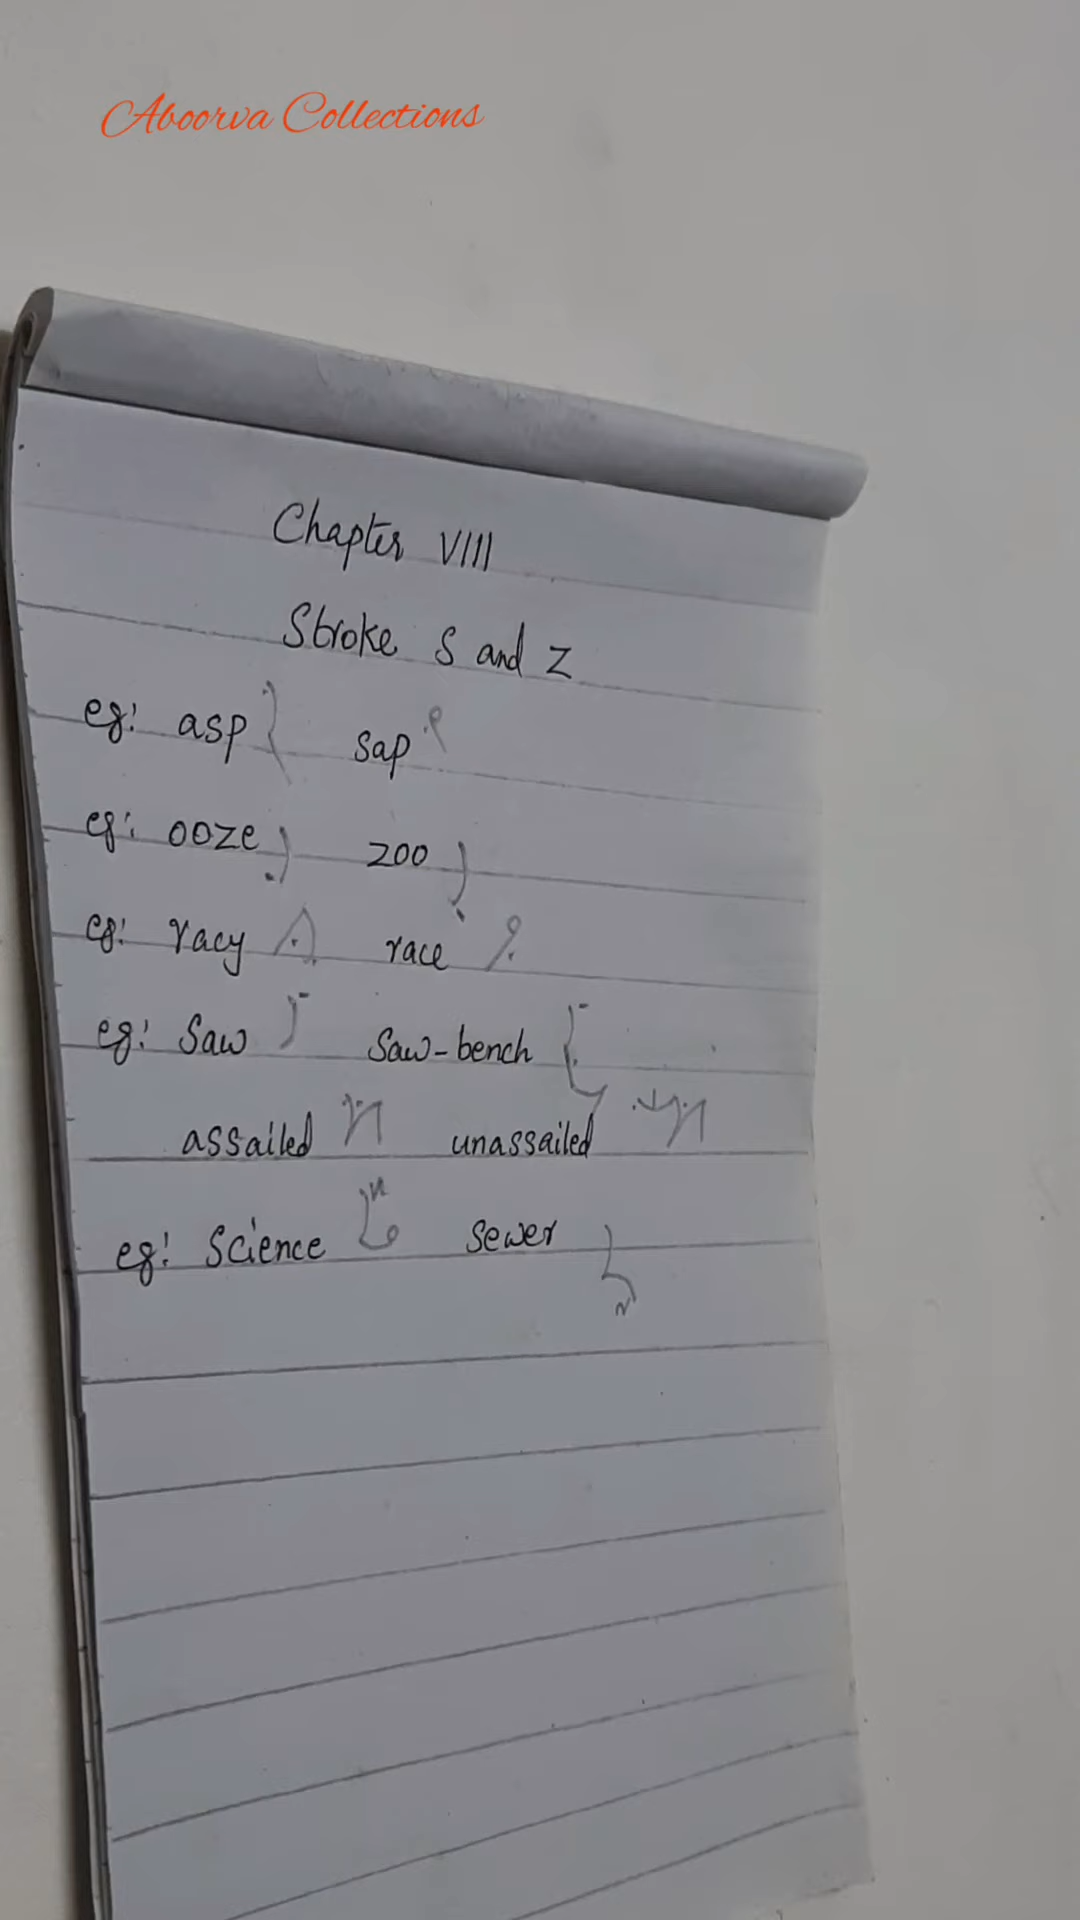 Aboorva Collections
Chapter VIII
Stroke S and Z
eg: asp sap
eg: ooze zoo
eg: racy race
eg: Saw Saw-bench
assailed unassailed
eg: Science Sewer